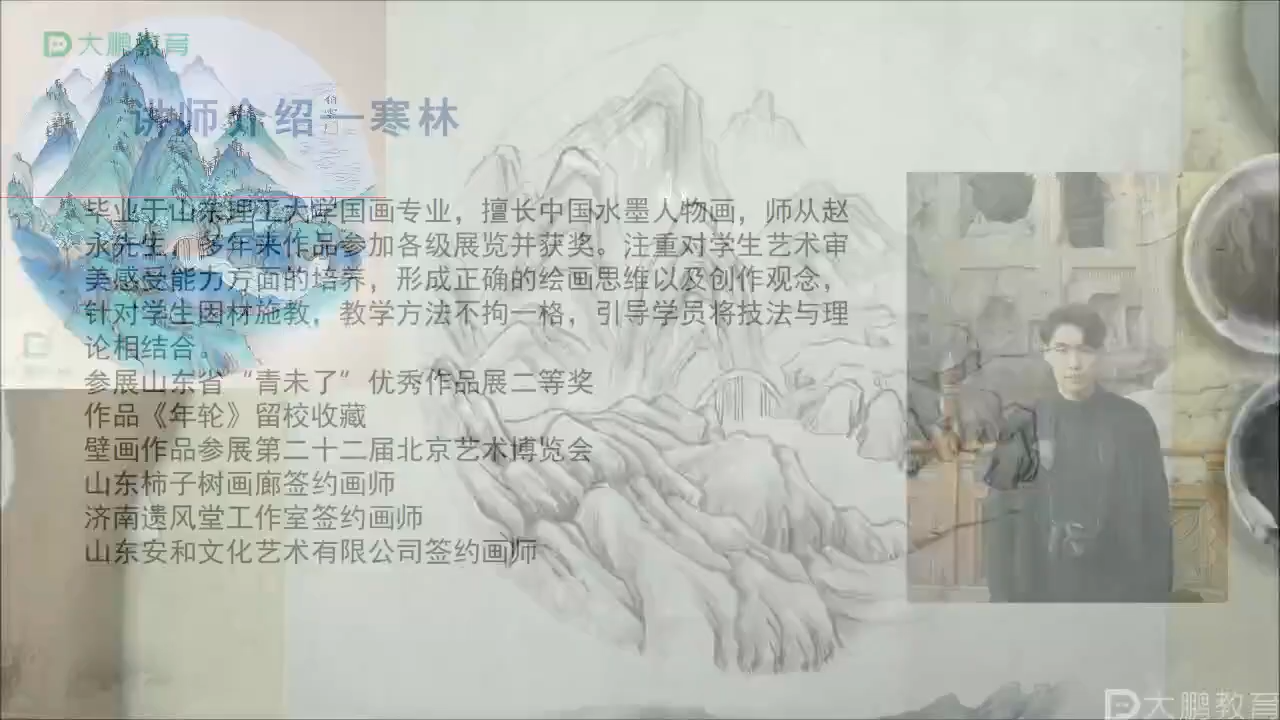 大鹏教育
讲师介绍—寒林
毕业于山东理工大学国画专业，擅长中国水墨人物画，师从赵
永先生，多年来作品参加各级展览并获奖。注重对学生艺术审
美感受能力方面的培养，形成正确的绘画思维以及创作观念，
针对学生因材施教，教学方法不拘一格，引导学员将技法与理
论相结合。
参展山东省“青未了”优秀作品展二等奖
作品《年轮》留校收藏
壁画作品参展第二十二届北京艺术博览会
山东柿子树画廊签约画师
济南遗风堂工作室签约画师
山东安和文化艺术有限公司签约画师
大鹏教育